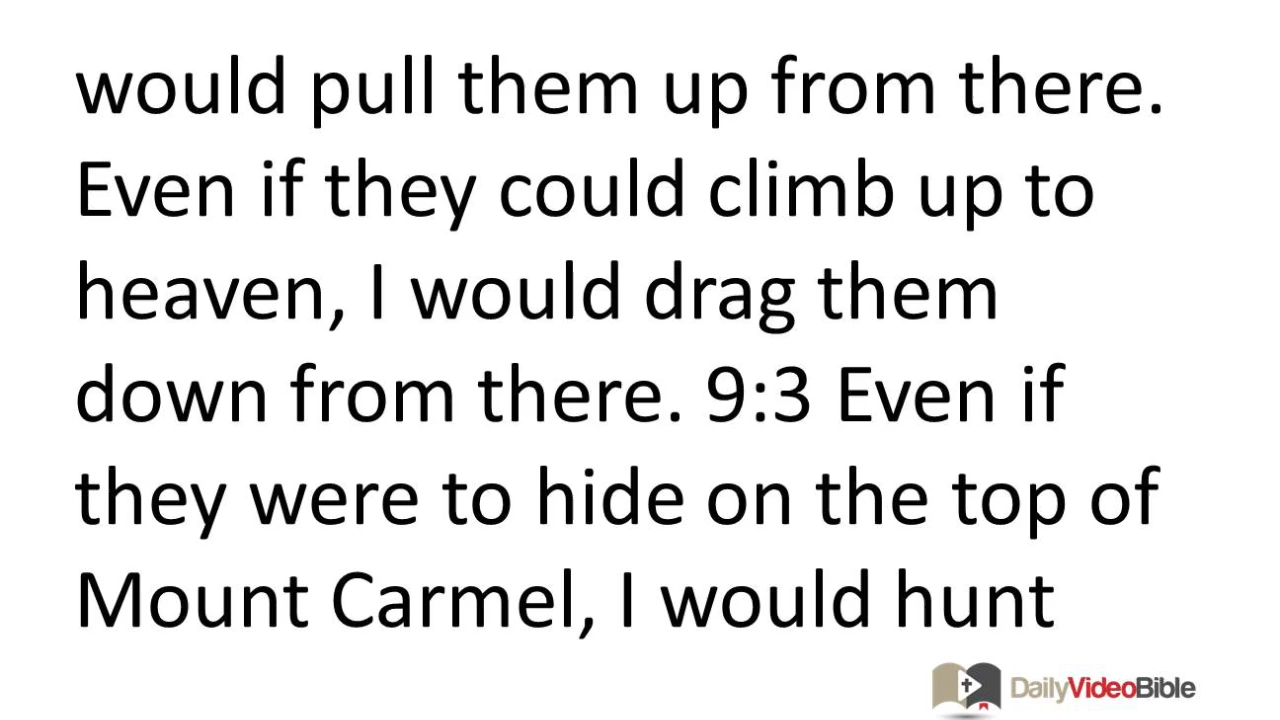 would pull them up from there.
Even if they could climb up to
heaven, I would drag them
down from there. 9:3 Even if
they were to hide on the top of
Mount Carmel, I would hunt
DailyVideoBible